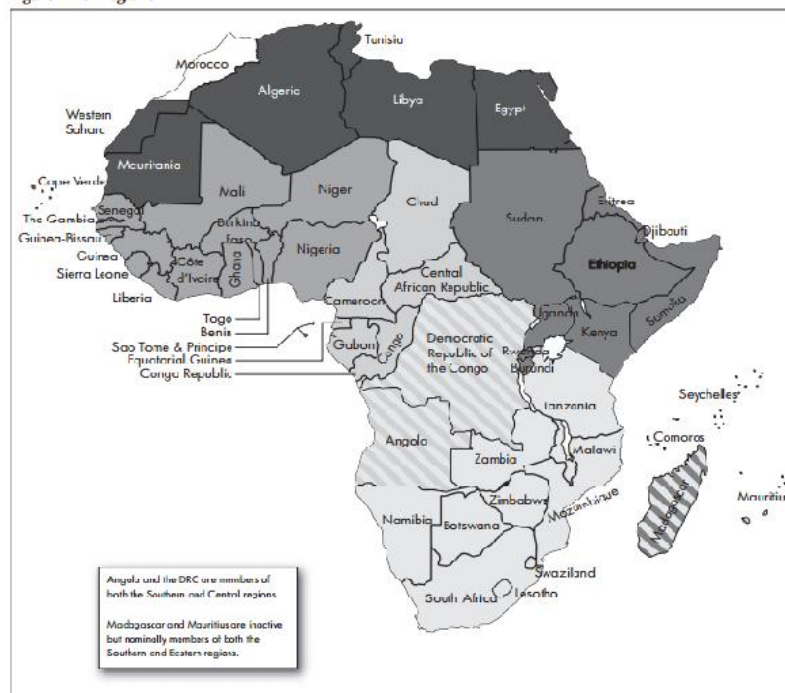 Tunisia
Morocco
Algeria
Libya
Egypt
Western
Sahara
Mauritania
Cape Verde
Mali
Niger
Chad
Sudan
Eritrea
Senegal
The Gambia
Burkina
faso
Djibouti
Guinea-Bissau
Nigeria
Guinea
Côte
d'Ivoire
Ghana
Ethiopia
Sierra Leone
Central
African Republic
Liberia
Cameroon
Somalia
Togo
Benin
Uganda
Kenya
Sao Tome & Principe
Gabon
Congo
Democratic
Republic of
the Congo
Equatorial Guinea
Rwanda
Congo Republic
Burundi
Tanzania
Seychelles
Angola
Comoros
Zambia
Malawi
Madagascar
Mauritiu
Zimbabwe
Mozambique
Namibia
Botswana
Swaziland
South Africa
Lesotho
Angola and the DRC are members of
both the Southern and Central regions
Madagascar and Mauritius are inactive
but nominally members of both the
Southern and Eastern regions.